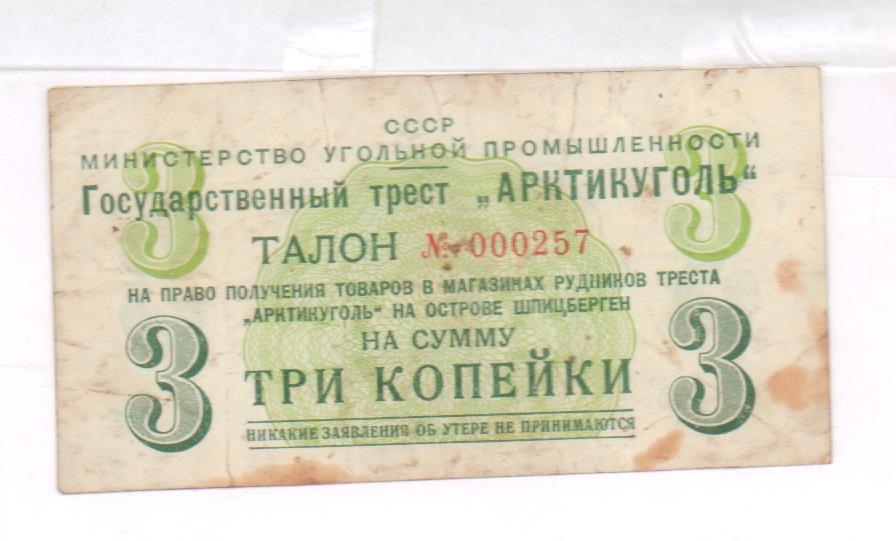 СССР
МИНИСТЕРСТВО УГОЛЬНОЙ ПРОМЫШЛЕННОСТИ
Государственный трест „АРКТИКУГОЛЬ“
3 3
ТАЛОН № 000257
НА ПРАВО ПОЛУЧЕНИЯ ТОВАРОВ В МАГАЗИНАХ РУДНИКОВ ТРЕСТА
„АРКТИКУГОЛЬ“ НА ОСТРОВЕ ШПИЦБЕРГЕН
НА СУММУ
3 ТРИ КОПЕЙКИ 3
НИКАКИЕ ЗАЯВЛЕНИЯ ОБ УТЕРЕ НЕ ПРИНИМАЮТСЯ